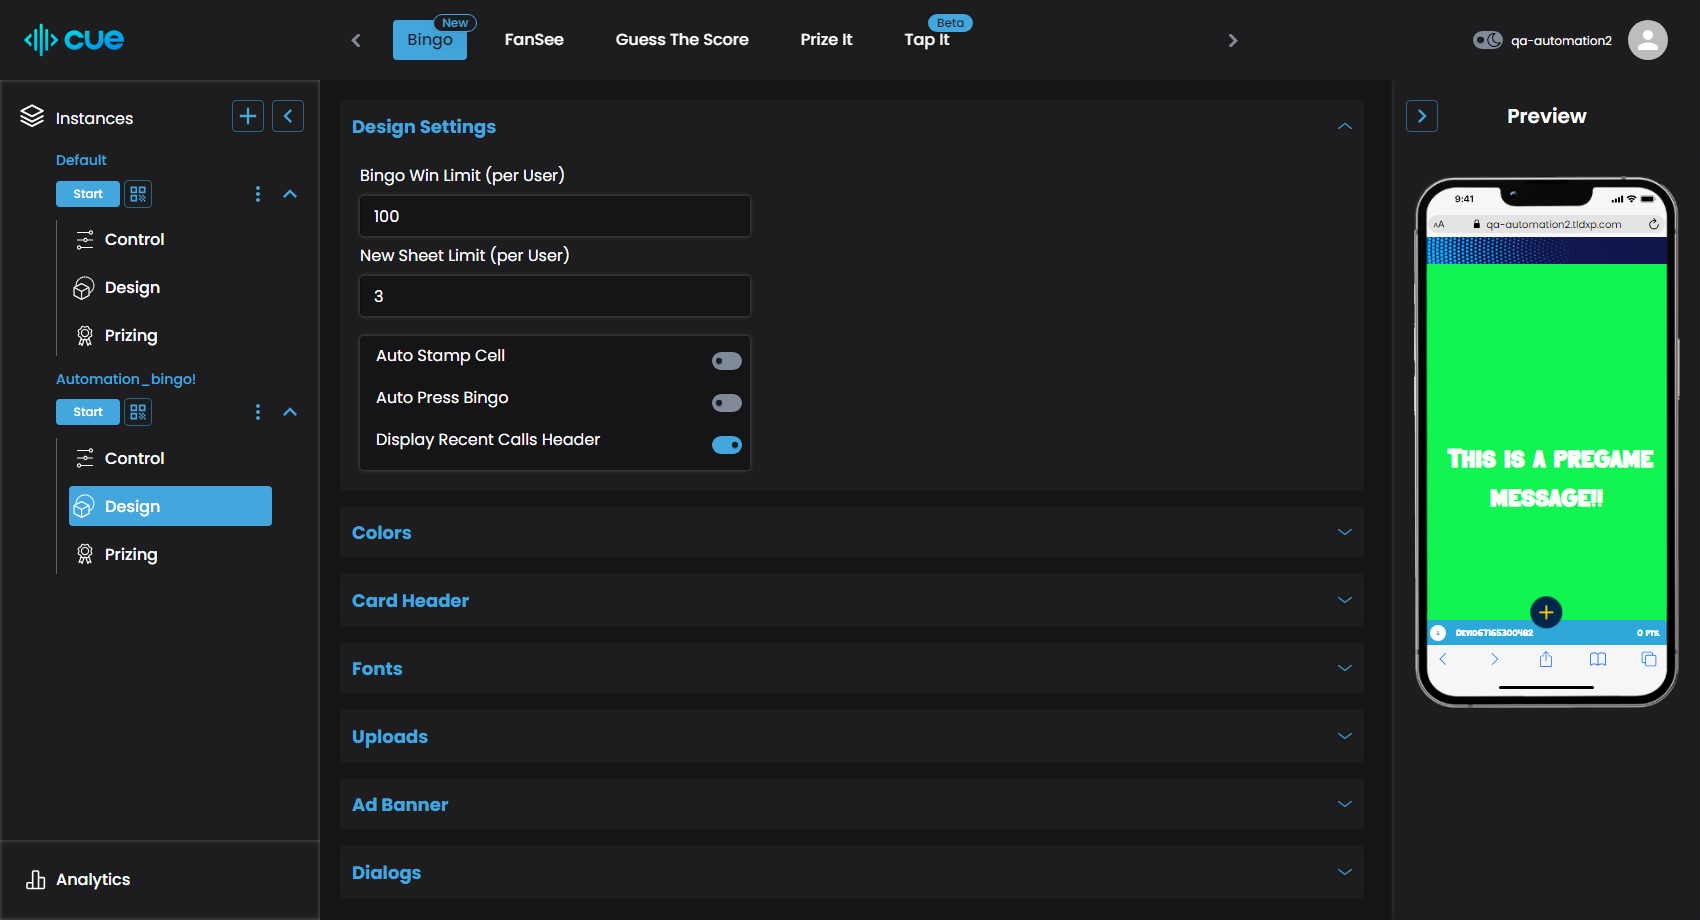 cue
New
Bingo
FanSee
Guess The Score
Prize It
Beta
Tap It
qa-automation2
Instances
Default
Start
Control
Design
Prizing
Automation_bingo!
Start
Control
Design
Prizing
Analytics
Design Settings
Bingo Win Limit (per User)
100
New Sheet Limit (per User)
3
Auto Stamp Cell
Auto Press Bingo
Display Recent Calls Header
Colors
Card Header
Fonts
Uploads
Ad Banner
Dialogs
Preview
9:41
AA qa-automation2.tldxp.com
THIS IS A PREGAME
MESSAGE!!
DEVID67165300482
0 PTS.